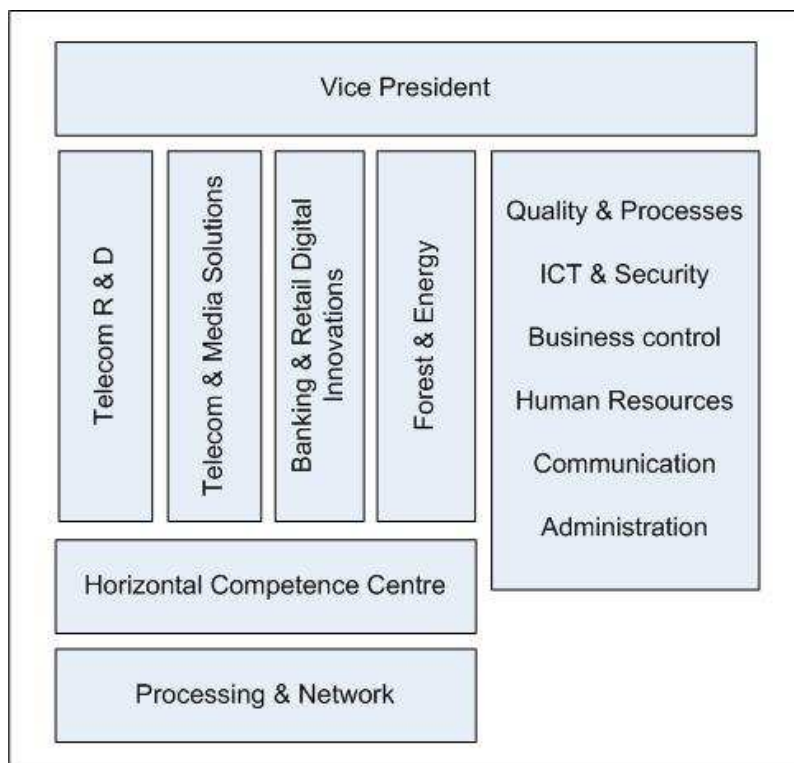 Vice President
Telecom R & D
Telecom & Media Solutions
Banking & Retail Digital
Innovations
Forest & Energy
Quality & Processes
ICT & Security
Business control
Human Resources
Communication
Administration
Horizontal Competence Centre
Processing & Network